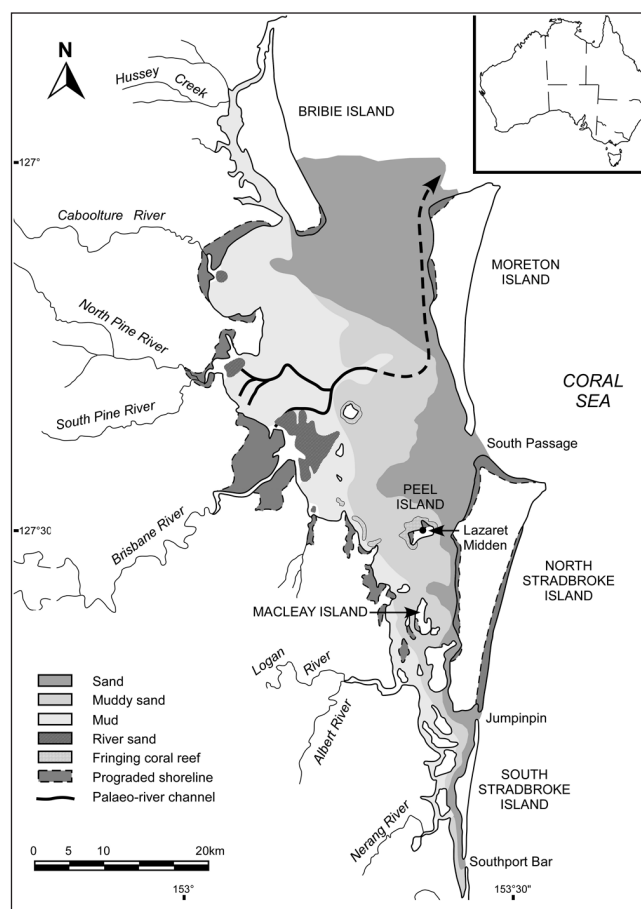 N
Hussey
Creek
BRIBIE ISLAND
127°
Caboolture River
MORETON
ISLAND
North Pine River
CORAL
SEA
South Pine River
South Passage
PEEL
ISLAND
Lazaret
Midden
127°30
Brisbane River
NORTH
STRADBROKE
ISLAND
MACLEAY ISLAND
Logan
River
Albert River
Sand
Muddy sand
Mud
River sand
Fringing coral reef
Prograded shoreline
Palaeo-river channel
Jumpinpin
SOUTH
STRADBROKE
ISLAND
Nerang River
0 5 10 15 20km
Southport Bar
153°
153°30"